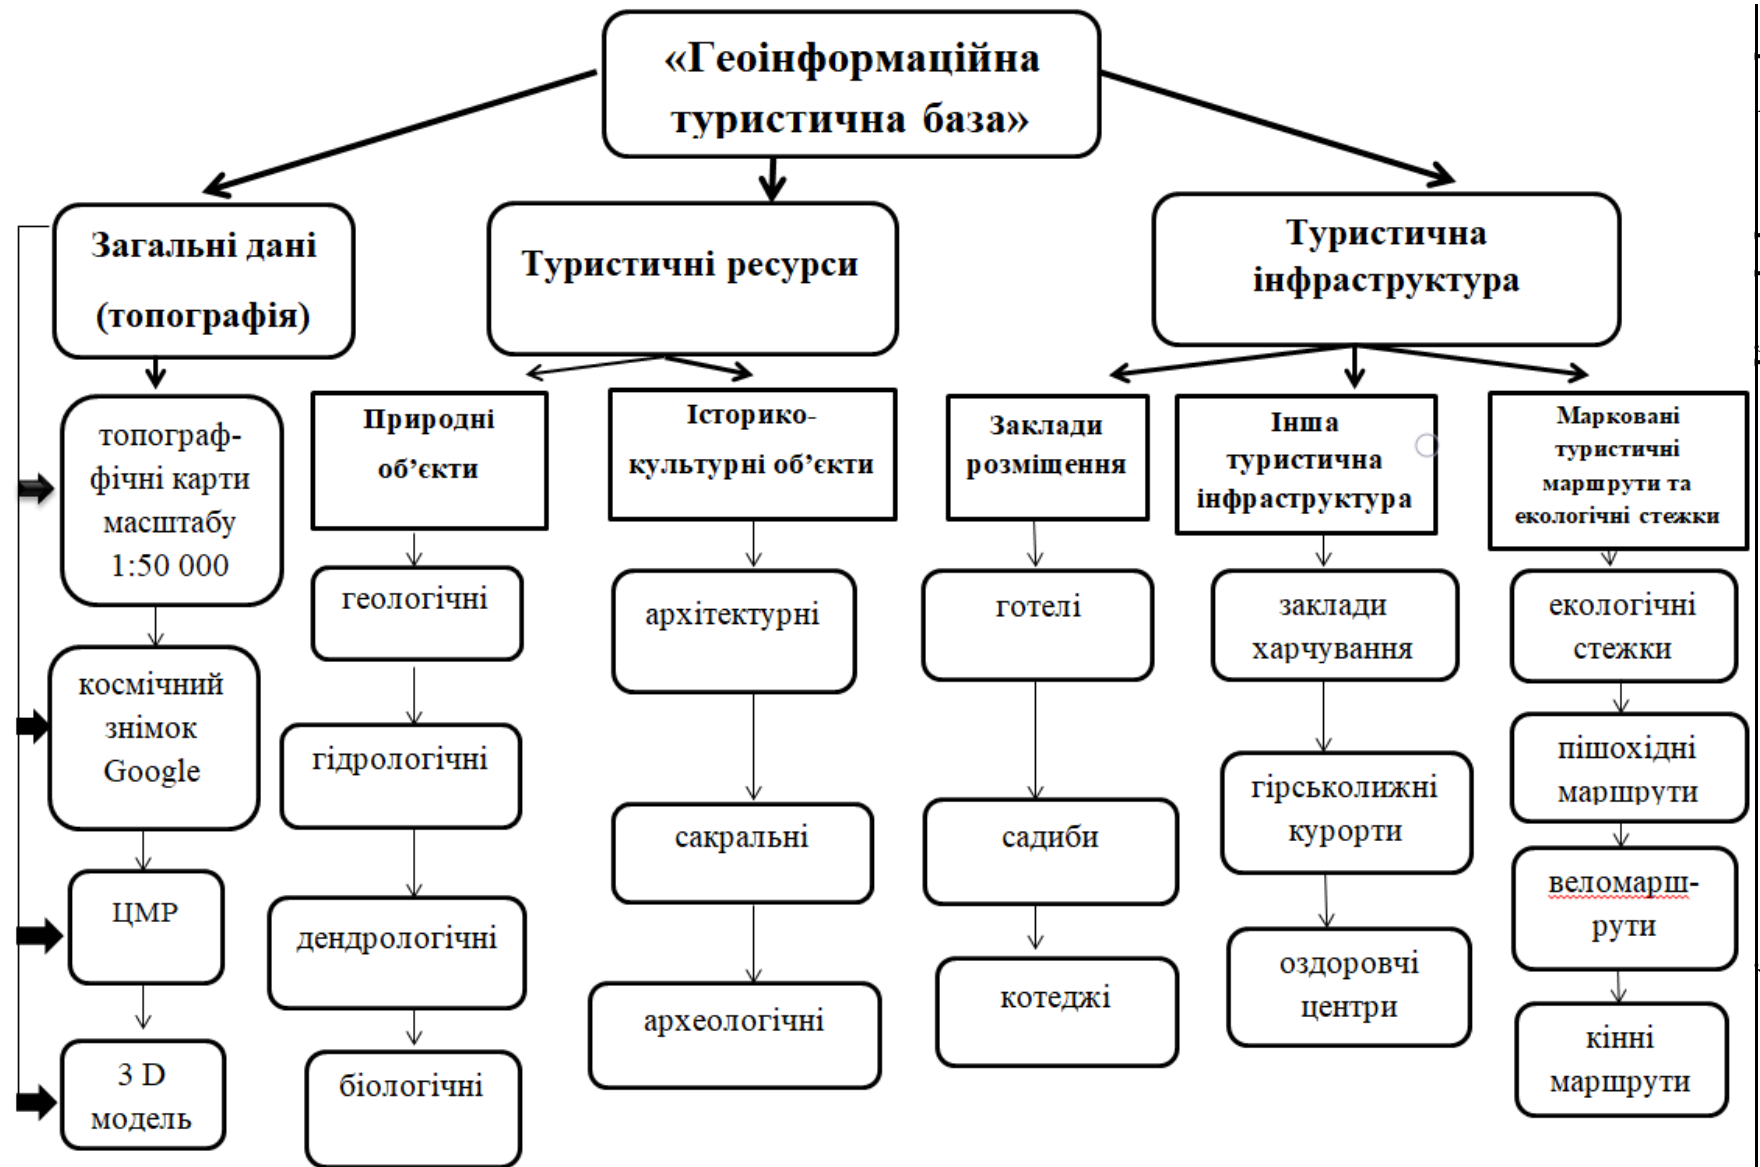 «Геоінформаційна
туристична база»
Загальні дані
(топографія)
Туристичні ресурси
Туристична
інфраструктура
топограф-
фічні карти
масштабу
1:50 000
космічний
знімок
Google
ЦМР
3 D
модель
Природні
об’єкти
геологічні
гідрологічні
дендрологічні
біологічні
Історико-
культурні об’єкти
архітектурні
сакральні
археологічні
Заклади
розміщення
готелі
садиби
котеджі
Інша
туристична
інфраструктура
заклади
харчування
гірськолижні
курорти
оздоровчі
центри
Марковані
туристичні
маршрути та
екологічні стежки
екологічні
стежки
пішохідні
маршрути
веломарш-
рути
кінні
маршрути